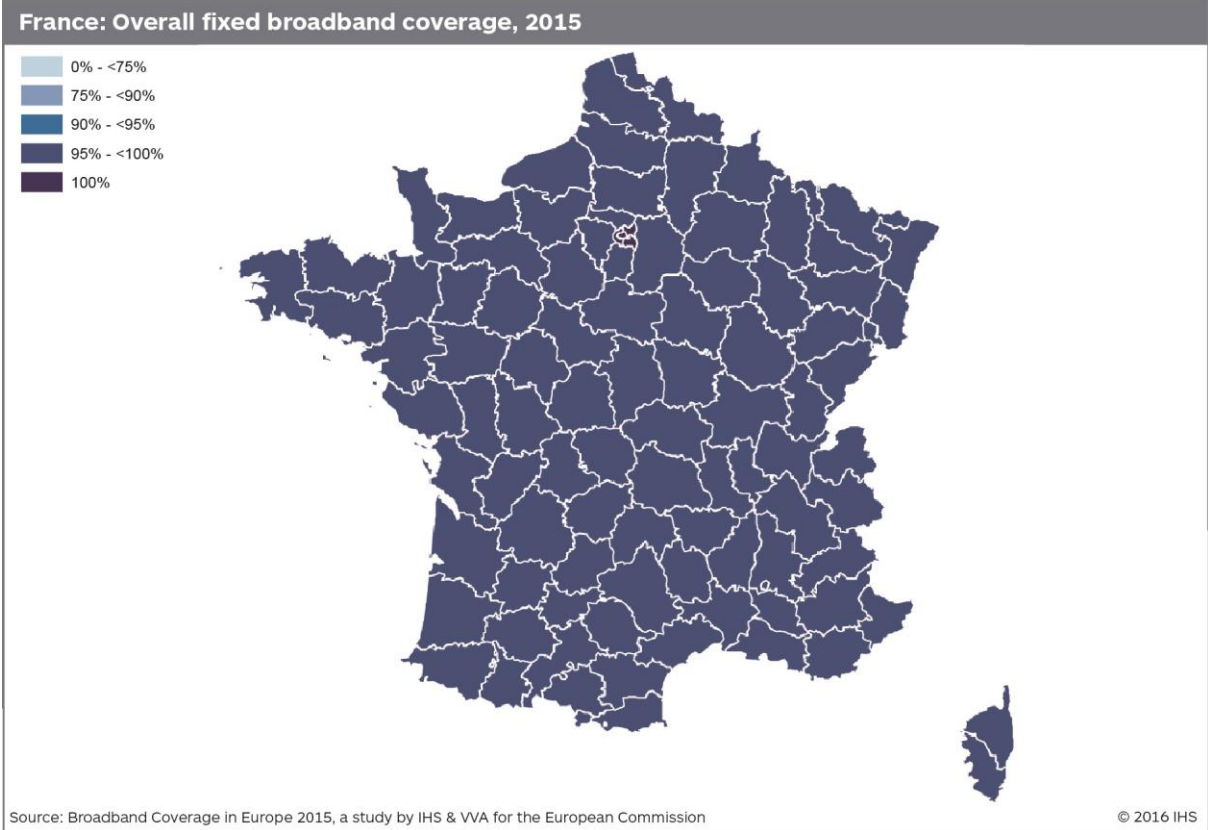 France: Overall fixed broadband coverage, 2015
0% - <75%
75% - <90%
90% - <95%
95% - <100%
100%
Source: Broadband Coverage in Europe 2015, a study by IHS & VVA for the European Commission
© 2016 IHS